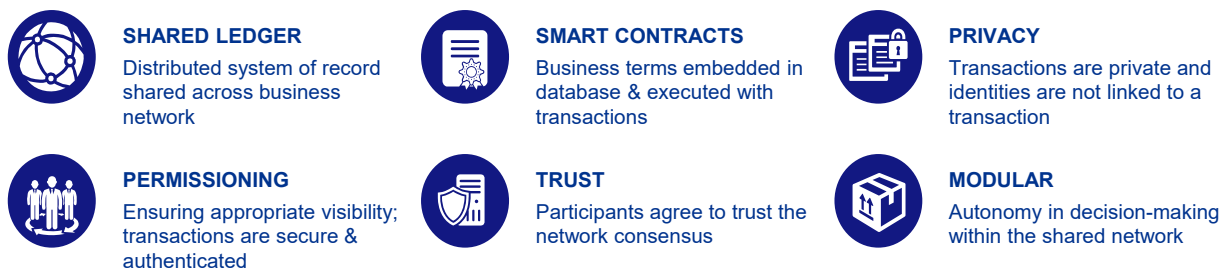 SHARED LEDGER
Distributed system of record
shared across business
network
SMART CONTRACTS
Business terms embedded in
database & executed with
transactions
PRIVACY
Transactions are private and
identities are not linked to a
transaction
PERMISSIONING
Ensuring appropriate visibility;
transactions are secure &
authenticated
TRUST
Participants agree to trust the
network consensus
MODULAR
Autonomy in decision-making
within the shared network